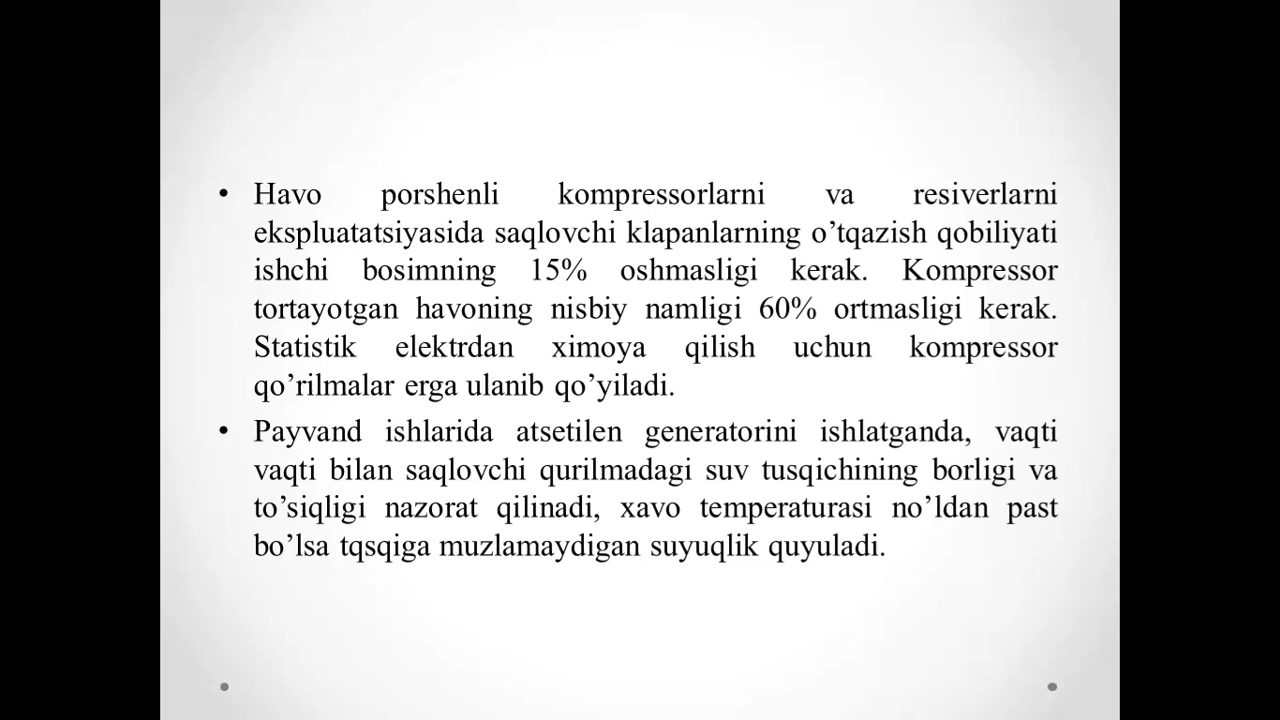 • Havo porshenli kompressorlarni va resiverlarni
ekspluatatsiyasida saqlovchi klapanlarning o’tqazish qobiliyati
ishchi bosimning 15% oshmasligi kerak. Kompressor
tortayotgan havoning nisbiy namligi 60% ortmasligi kerak.
Statistik elektrdan ximoya qilish uchun kompressor
qo’rilmalar erga ulanib qo’yiladi.
• Payvand ishlarida atsetilen generatorini ishlatganda, vaqti
vaqti bilan saqlovchi qurilmadagi suv tusqichining borligi va
to’siqligi nazorat qilinadi, xavo temperaturasi no’ldan past
bo’lsa tqsqiga muzlamaydigan suyuqlik quyuladi.